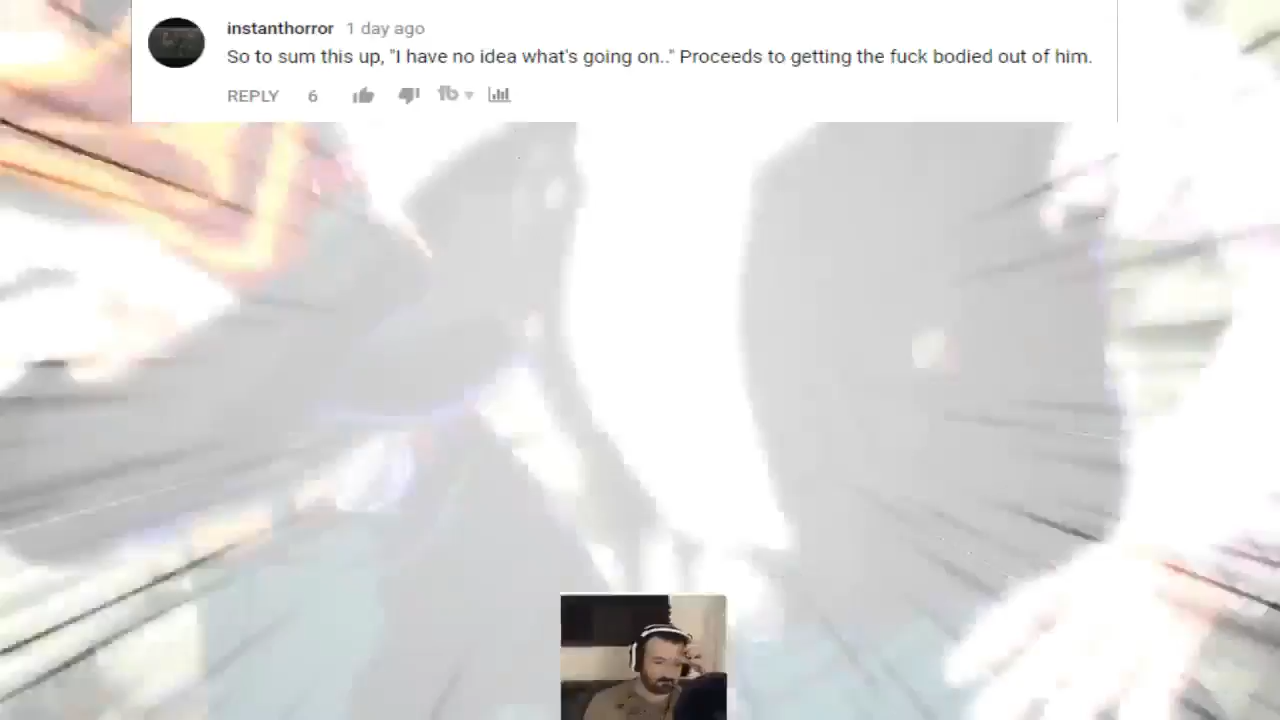 instanthorror 1 day ago
So to sum this up, "I have no idea what's going on.." Proceeds to getting the fuck bodied out of him.
REPLY 6